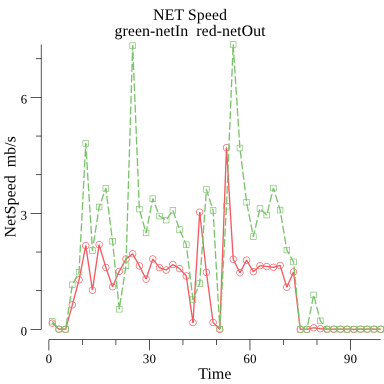 NET Speed
green-netIn  red-netOut
6
3
0
NetSpeed  mb/s
0 30 60 90
Time